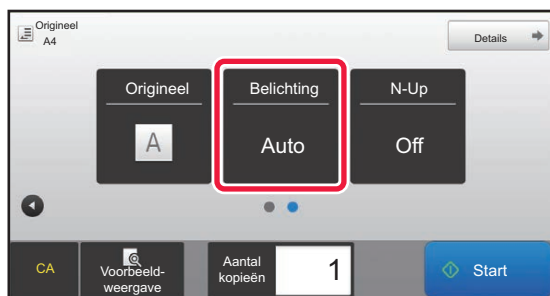 Origineel
A4
Details
Origineel
Belichting
N-Up
A
Auto
Off
CA
Voorbeeld-
weergave
Aantal
kopieën
1
Start